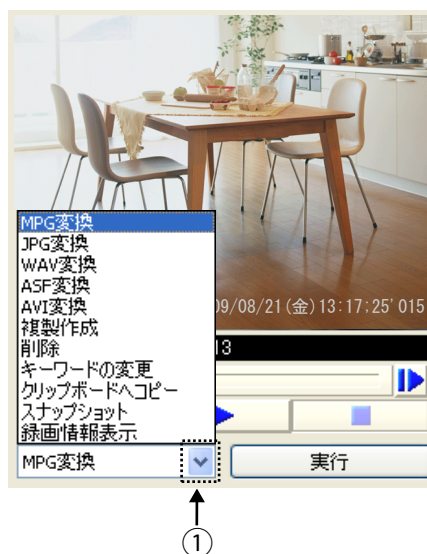 MPG変換
JPG変換
WAV変換
ASF変換
AVI変換
09/08/21(金)13:17:25'015
複製作成
削除
13
キーワードの変更
クリップボードへコピー
スナップショット
録画情報表示
MPG変換
実行
①